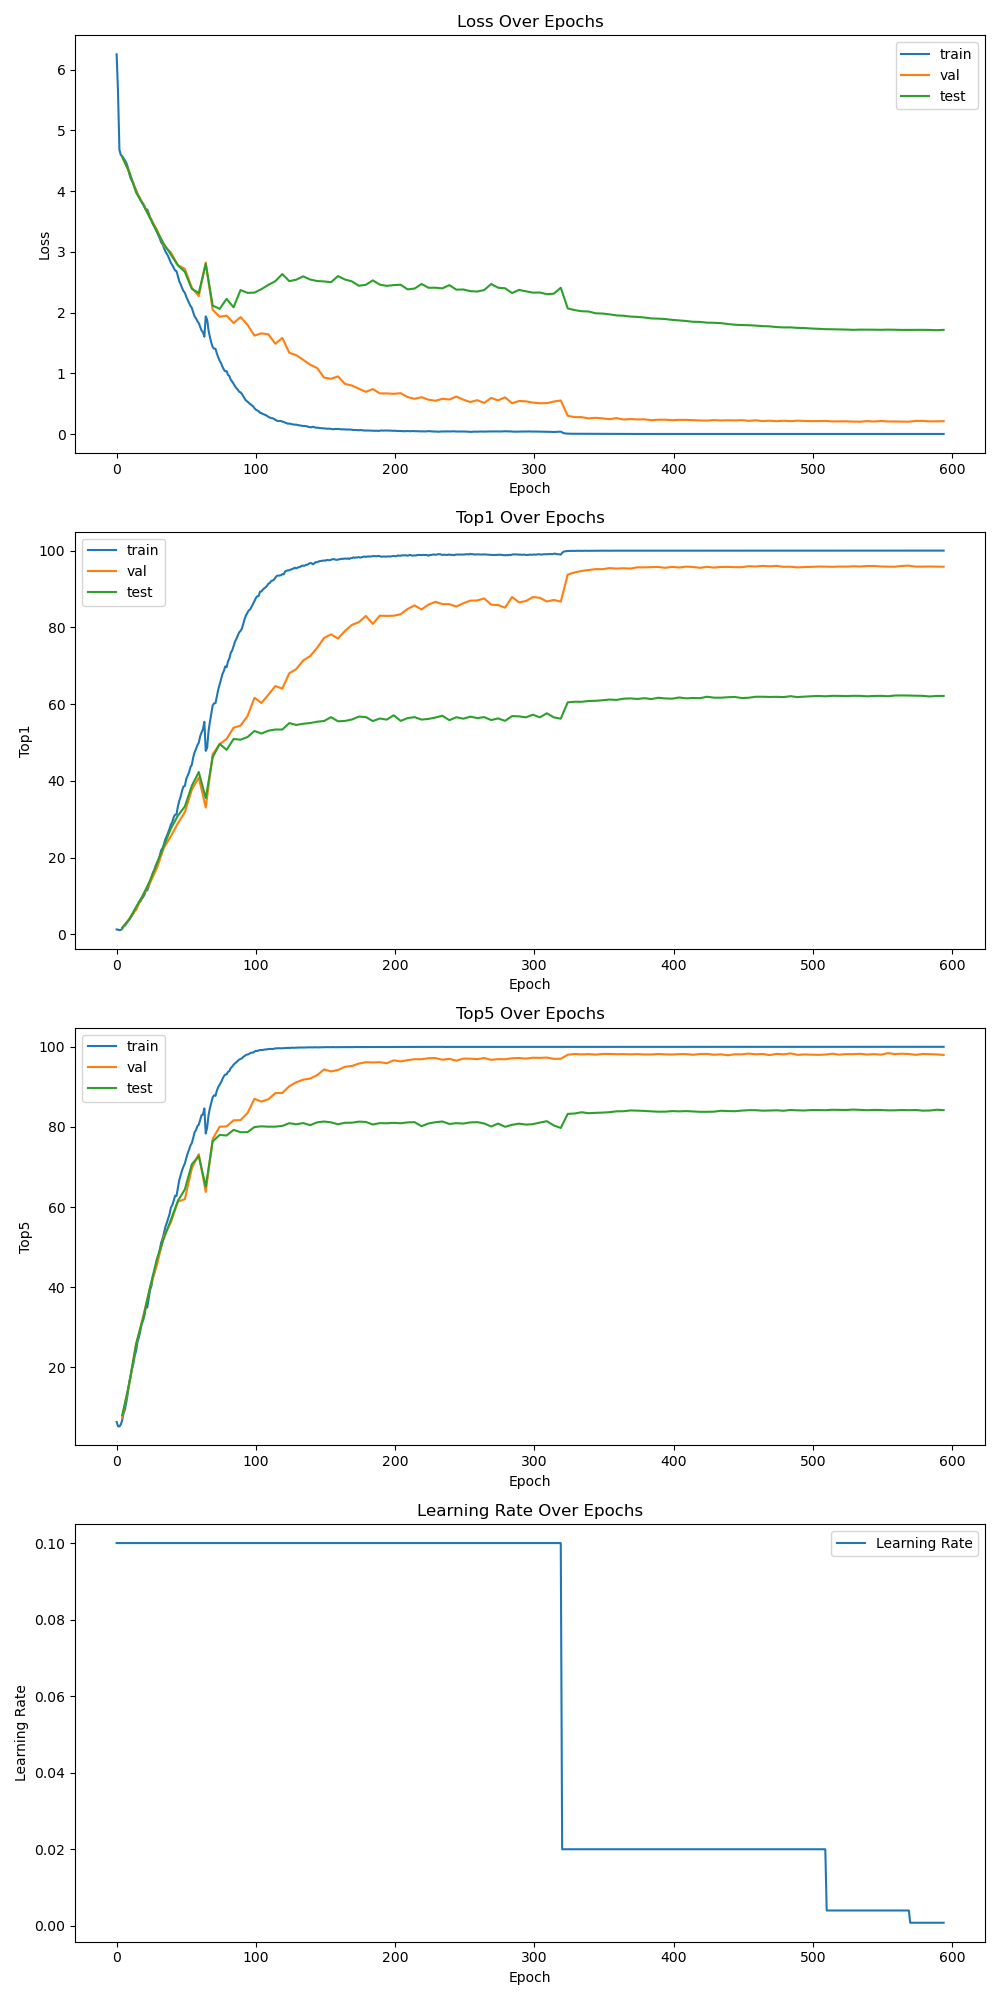 Loss Over Epochs
train
val
test
6
5
4
3
2
1
0
Loss
0 100 200 300 400 500 600
Epoch
Top1 Over Epochs
train
val
test
100
80
60
40
20
0
Top1
0 100 200 300 400 500 600
Epoch
Top5 Over Epochs
train
val
test
100
80
60
40
20
Top5
0 100 200 300 400 500 600
Epoch
Learning Rate Over Epochs
Learning Rate
0.10
0.08
0.06
0.04
0.02
0.00
Learning Rate
0 100 200 300 400 500 600
Epoch